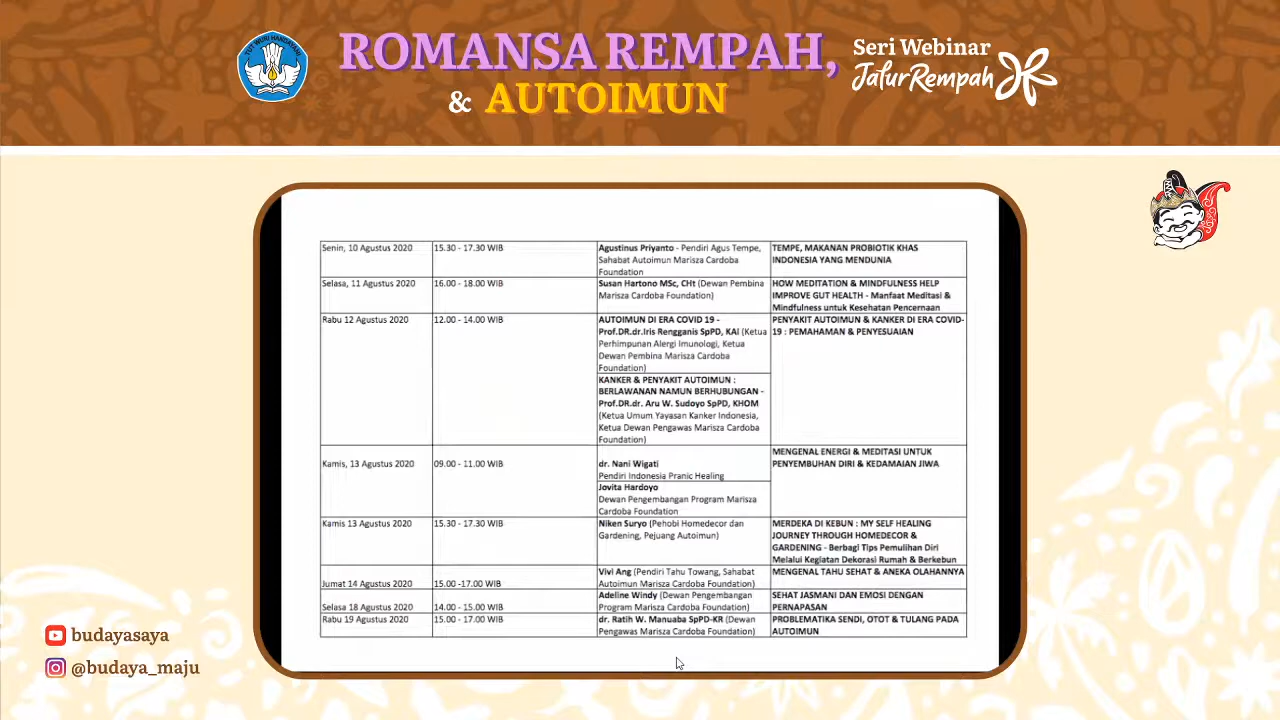 TUT WURI HANDAYANI
ROMANSA REMPAH,
& AUTOIMUN
Seri Webinar
JalurRempah
Senin, 10 Agustus 2020
15.30 - 17.30 WIB
Agustinus Priyanto - Pendiri Agus Tempe,
Sahabat Autoimun Marisza Cardoba
Foundation
TEMPE, MAKANAN PROBIOTIK KHAS
INDONESIA YANG MENDUNIA
Selasa, 11 Agustus 2020
16.00 - 18.00 WIB
Susan Hartono MSc, CHt (Dewan Pembina
Marisza Cardoba Foundation)
HOW MEDITATION & MINDFULNESS HELP
IMPROVE GUT HEALTH - Manfaat Meditasi &
Mindfulness untuk Kesehatan Pencernaan
Rabu 12 Agustus 2020
12.00 - 14.00 WIB
AUTOIMUN DI ERA COVID 19 -
Prof.DR.dr.Iris Rengganis SpPD, KAI (Ketua
Perhimpunan Alergi Imunologi, Ketua
Dewan Pembina Marisza Cardoba
Foundation)
KANKER & PENYAKIT AUTOIMUN :
BERLAWANAN NAMUN BERHUBUNGAN -
Prof.DR.dr. Aru W. Sudoyo SpPD, KHOM
(Ketua Umum Yayasan Kanker Indonesia,
Ketua Dewan Pengawas Marisza Cardoba
Foundation)
PENYAKIT AUTOIMUN & KANKER DI ERA COVID-
19 : PEMAHAMAN & PENYESUAIAN
Kamis, 13 Agustus 2020
09.00 - 11.00 WIB
dr. Nani Wigati
Pendiri Indonesia Pranic Healing
Jovita Hardoyo
Dewan Pengembangan Program Marisza
Cardoba Foundation
MENGENAL ENERGI & MEDITASI UNTUK
PENYEMBUHAN DIRI & KEDAMAIAN JIWA
Kamis 13 Agustus 2020
15.30 - 17.30 WIB
Niken Suryo (Pehobi Homedecor dan
Gardening, Pejuang Autoimun)
MERDEKA DI KEBUN : MY SELF HEALING
JOURNEY THROUGH HOMEDECOR &
GARDENING - Berbagi Tips Pemulihan Diri
Melalui Kegiatan Dekorasi Rumah & Berkebun
Jumat 14 Agustus 2020
15.00 -17.00 WIB
Vivi Ang (Pendiri Tahu Towang, Sahabat
Autoimun Marisza Cardoba Foundation)
MENGENAL TAHU SEHAT & ANEKA OLAHANNYA
Selasa 18 Agustus 2020
14.00 - 15.00 WIB
Adeline Windy (Dewan Pengembangan
Program Marisza Cardoba Foundation)
SEHAT JASMANI DAN EMOSI DENGAN
PERNAPASAN
Rabu 19 Agustus 2020
15.00 - 17.00 WIB
dr. Ratih W. Manuaba SpPD-KR (Dewan
Pengawas Marisza Cardoba Foundation)
PROBLEMATIKA SENDI, OTOT & TULANG PADA
AUTOIMUN
budayasaya
@budaya_maju